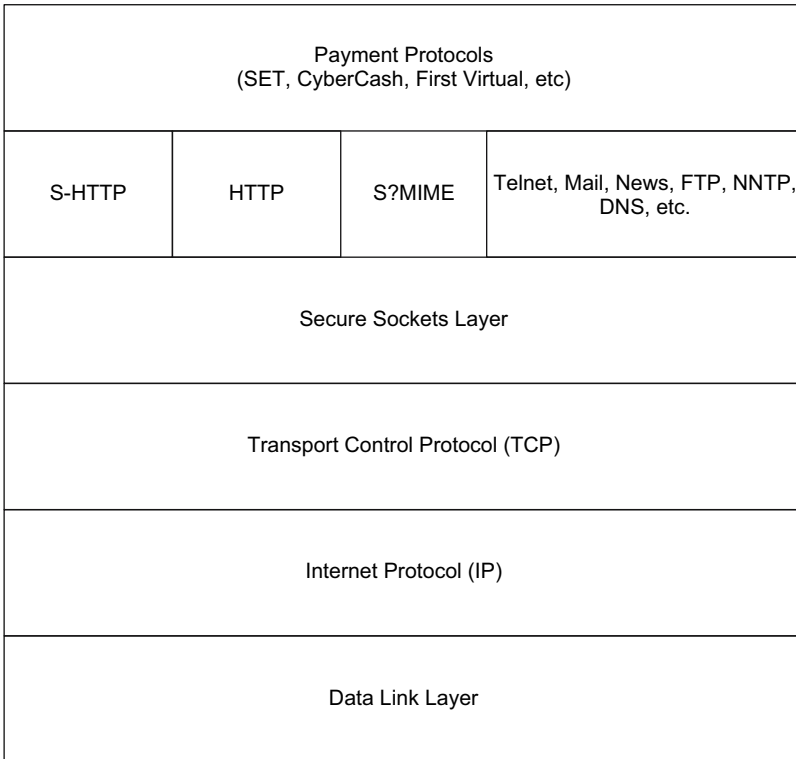 Payment Protocols
(SET, CyberCash, First Virtual, etc)
S-HTTP
HTTP
S?MIME
Telnet, Mail, News, FTP, NNTP,
DNS, etc.
Secure Sockets Layer
Transport Control Protocol (TCP)
Internet Protocol (IP)
Data Link Layer